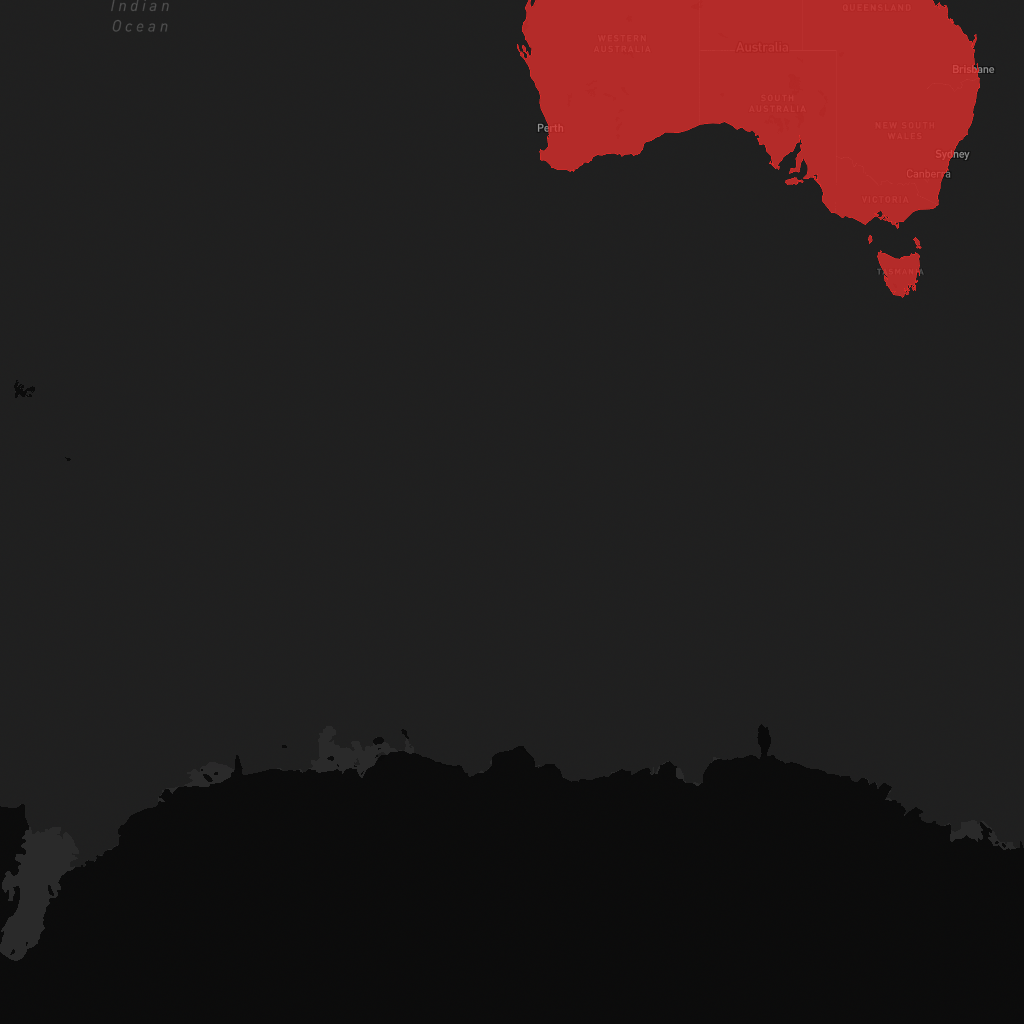 Indian
Ocean
QUEENSLAND
WESTERN
AUSTRALIA
Australia
Brisbane
SOUTH
AUSTRALIA
Perth
NEW SOUTH
WALES
Sydney
Canberra
VICTORIA
TASMANIA